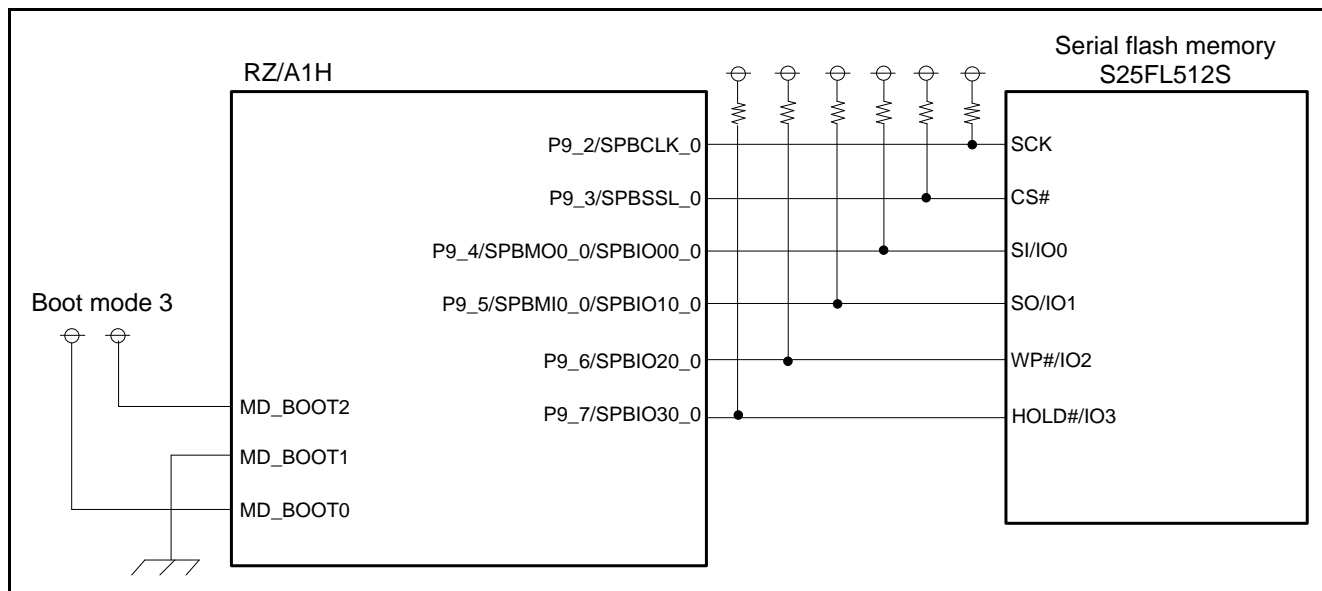 RZ/A1H
Serial flash memory
S25FL512S
P9_2/SPBCLK_0
SCK
P9_3/SPBSSL_0
CS#
P9_4/SPBMO0_0/SPBIO00_0
SI/IO0
Boot mode 3
P9_5/SPBMI0_0/SPBIO10_0
SO/IO1
P9_6/SPBIO20_0
WP#/IO2
MD_BOOT2
P9_7/SPBIO30_0
HOLD#/IO3
MD_BOOT1
MD_BOOT0